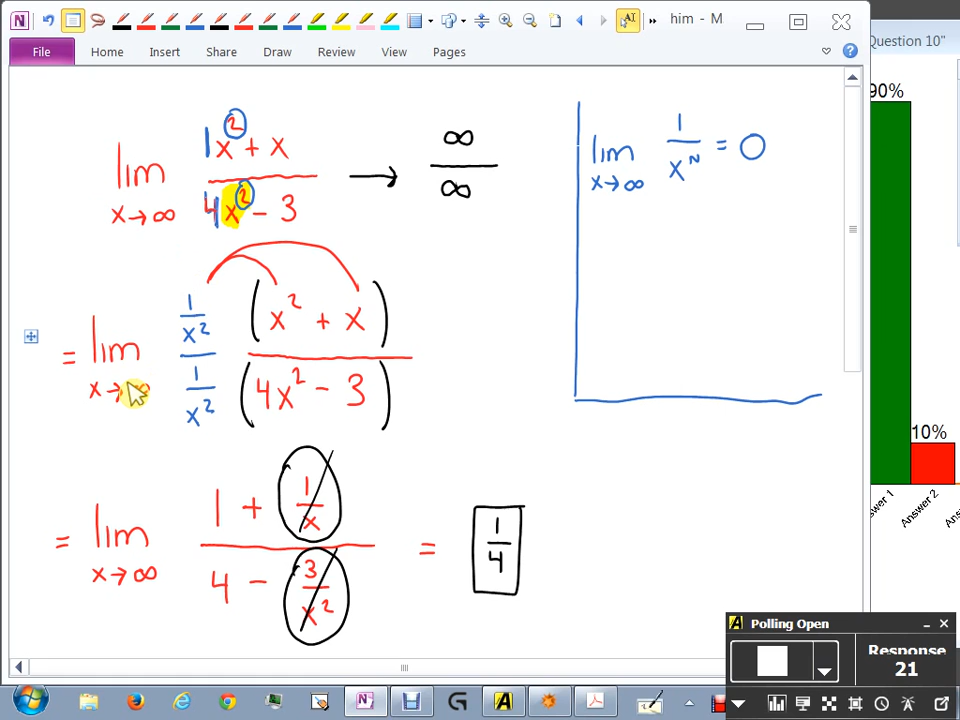 him - M
Question 10"
File Home Insert Share Draw Review View Pages
lim x→∞ (1x² + x)/(4x² - 3) → ∞/∞
lim x→∞ 1/xᴺ = 0
= lim x→∞ 1/x² (x² + x) / 1/x² (4x² - 3)
= lim x→∞ (1 + 1/x)/(4 - 3/x²) = 1/4
90%
10%
Answer 1
Answer 2
Polling Open
Response
21